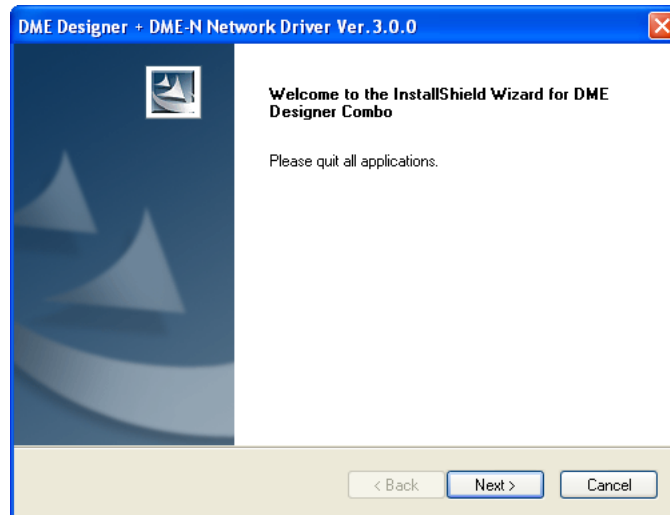 DME Designer + DME-N Network Driver Ver.3.0.0
Welcome to the InstallShield Wizard for DME
Designer Combo
Please quit all applications.
< Back
Next >
Cancel